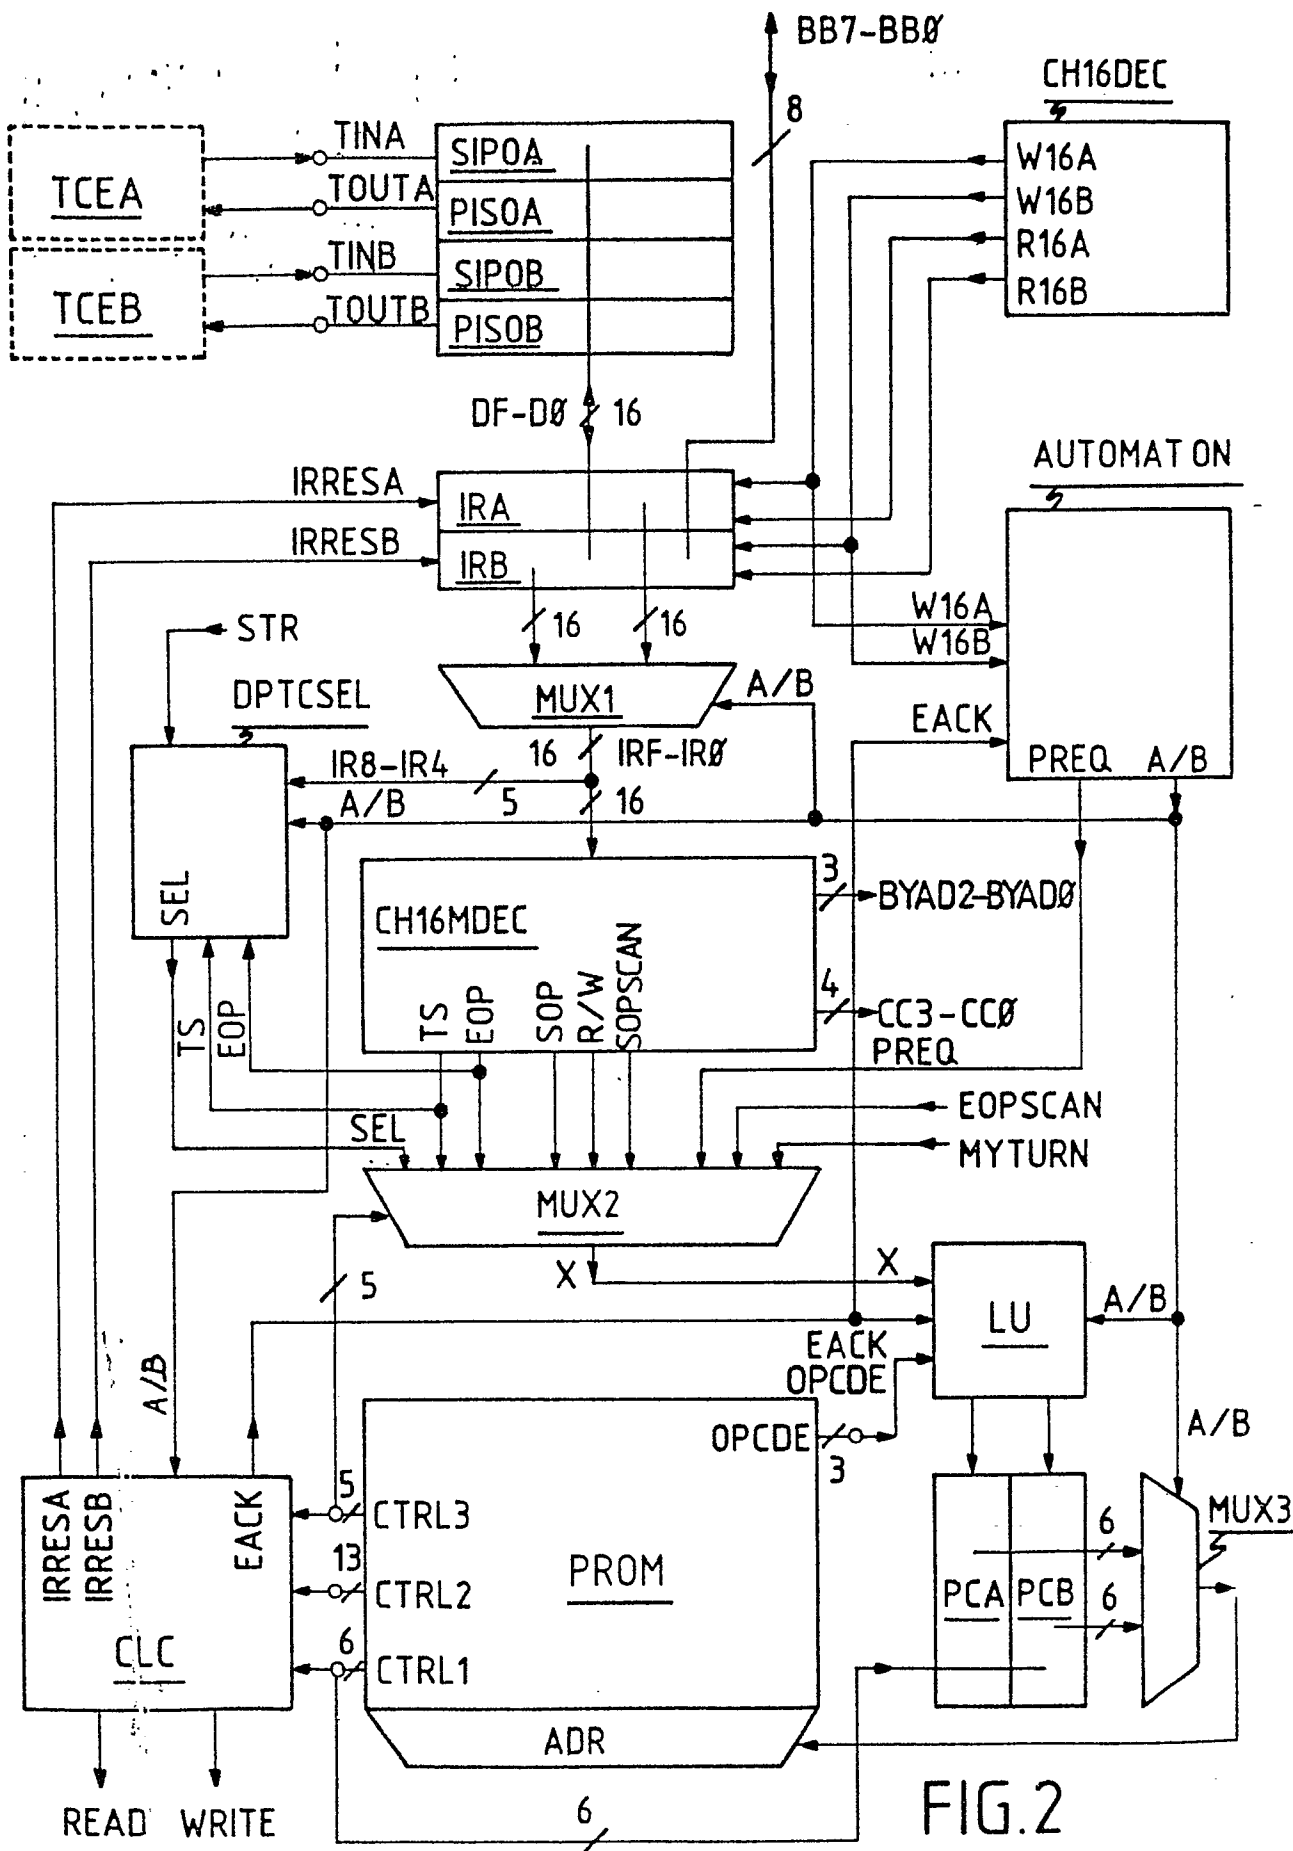 BB7-BBØ
CH16DEC
8
TINA
SIPOA
W16A
TCEA
TOUTA
PISOA
W16B
TINB
SIPOB
R16A
TCEB
TOUTB
PISOB
R16B
DF-DØ 16
AUTOMATON
IRRESA
IRA
IRRESB
IRB
W16A
16 16
W16B
STR
DPTCSEL
MUX1
A/B
EACK
16 IRF-IRØ
PREQ A/B
IR8-IR4
5
16
A/B
SEL
CH16MDEC
3
BYAD2-BYADØ
TS
EOP
SOP
R/W
SOPSCAN
4
CC3-CCØ
PREQ
TS
EOP
EOPSCAN
SEL
MYTURN
MUX2
5
X
X
LU
A/B
EACK
OPCDE
A/B
OPCDE
3
A/B
IRRESA
IRRESB
EACK
5
CTRL3
MUX3
13
CTRL2
PROM
6
PCA PCB
6
CLC
6
CTRL1
ADR
READ WRITE
6
FIG.2